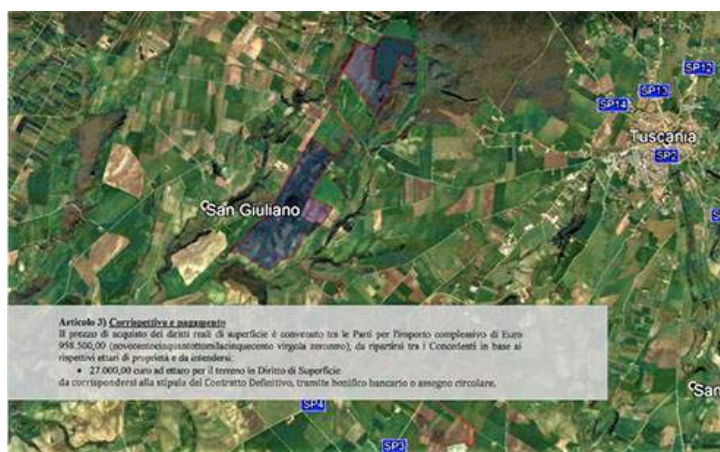 SP12
SP13
SP14
Tuscania
SP2
S
San Giuliano
Articolo 3) Corrispettivo e pagamento
Il prezzo di acquisto dei diritti reali di superficie è convenuto tra le Parti per l'importo complessivo di Euro
958.500,00 (novecentocinquantottomilacinquecento virgola zerozero), da ripartirsi tra i Concedenti in base ai
rispettivi ettari di proprietà e da intendersi:
• 27.000,00 euro ad ettaro per il terreno in Diritto di Superficie
da corrispondersi alla stipula del Contratto Definitivo, tramite bonifico bancario o assegno circolare.
San
SP4
SP3